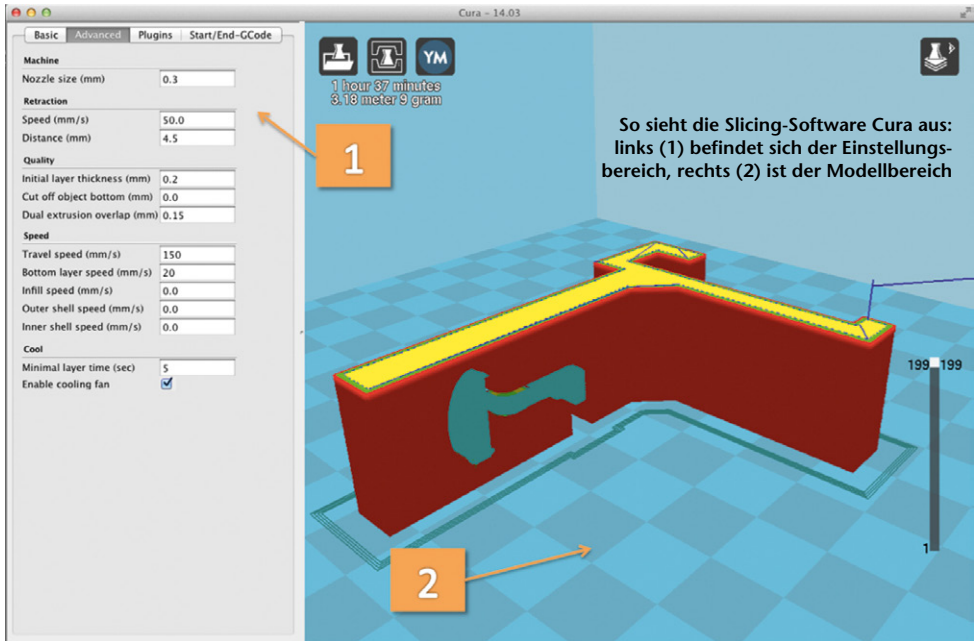 Cura – 14.03
Basic Advanced Plugins Start/End-GCode
Machine
Nozzle size (mm) 0.3
Retraction
Speed (mm/s) 50.0
Distance (mm) 4.5
Quality
Initial layer thickness (mm) 0.2
Cut off object bottom (mm) 0.0
Dual extrusion overlap (mm) 0.15
Speed
Travel speed (mm/s) 150
Bottom layer speed (mm/s) 20
Infill speed (mm/s) 0.0
Outer shell speed (mm/s) 0.0
Inner shell speed (mm/s) 0.0
Cool
Minimal layer time (sec) 5
Enable cooling fan
1
YM
1 hour 37 minutes
3.18 meter 9 gram
So sieht die Slicing-Software Cura aus:
links (1) befindet sich der Einstellungs-
bereich, rechts (2) ist der Modellbereich
199 199
1
2